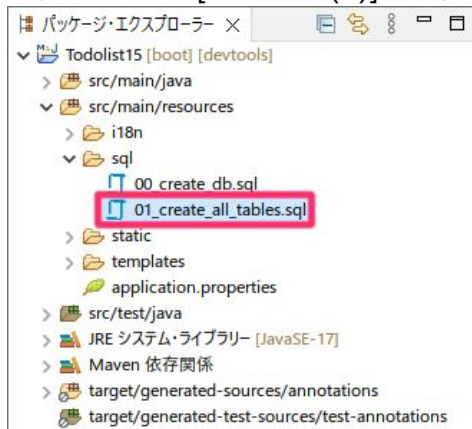 パッケージ・エクスプローラー
Todolist15 [boot] [devtools]
src/main/java
src/main/resources
i18n
sql
00_create_db.sql
01_create_all_tables.sql
static
templates
application.properties
src/test/java
JRE システム・ライブラリー [JavaSE-17]
Maven 依存関係
target/generated-sources/annotations
target/generated-test-sources/test-annotations